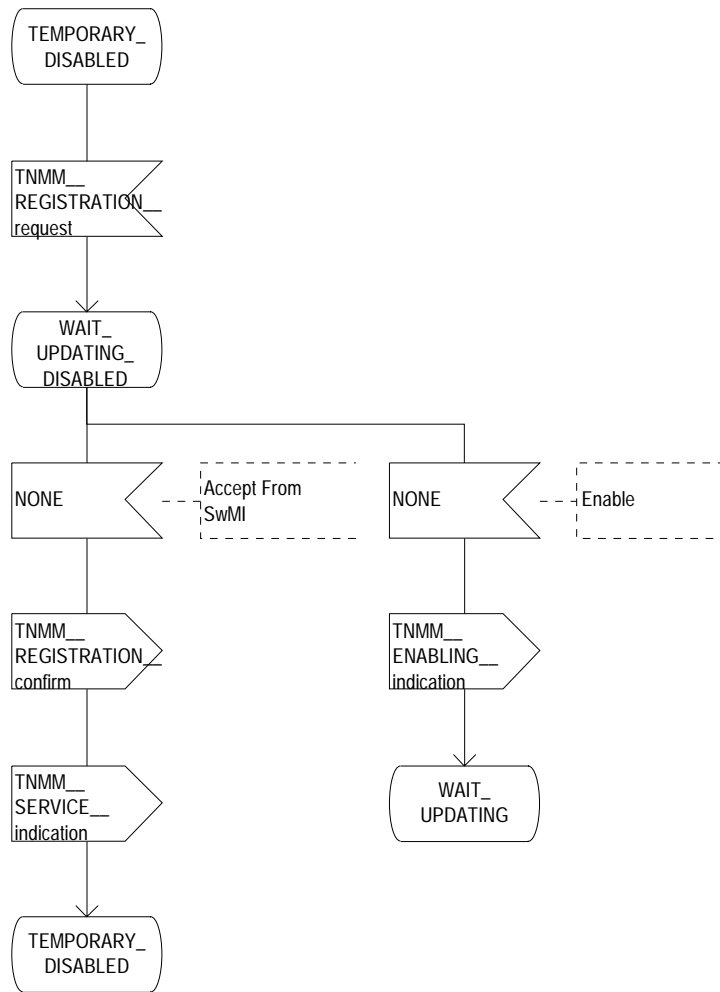 TEMPORARY_
DISABLED
TNMM__
REGISTRATION__
request
WAIT_
UPDATING_
DISABLED
NONE
Accept From
SwMI
NONE
Enable
TNMM__
REGISTRATION__
confirm
TNMM__
ENABLING__
indication
TNMM__
SERVICE__
indication
WAIT_
UPDATING
TEMPORARY_
DISABLED